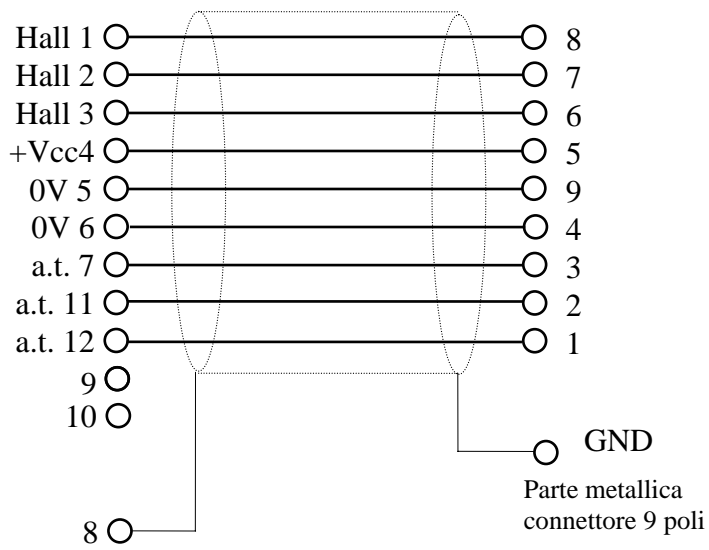 Hall 1 8
Hall 2 7
Hall 3 6
+Vcc4 5
0V 5 9
0V 6 4
a.t. 7 3
a.t. 11 2
a.t. 12 1
9
10
GND
Parte metallica
connettore 9 poli
8